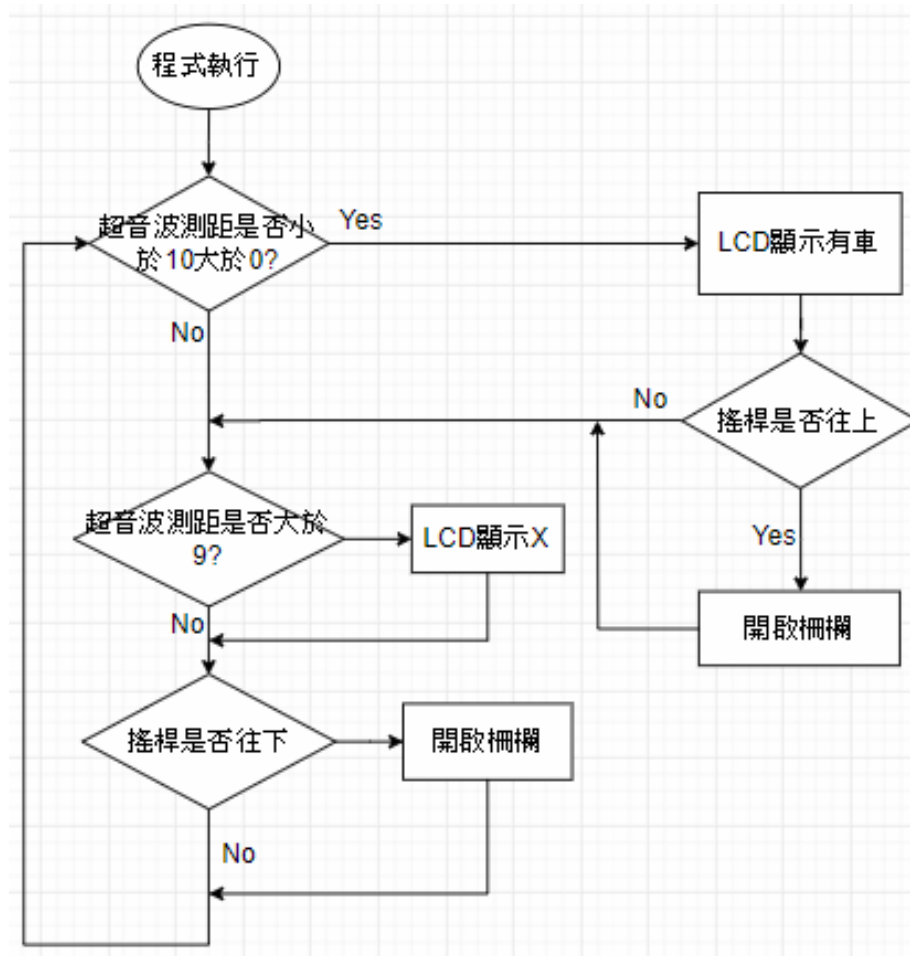 程式執行
超音波測距是否小
於10大於0?
Yes
LCD顯示有車
No
搖桿是否往上
No
Yes
開啟柵欄
超音波測距是否大於
9?
LCD顯示X
No
搖桿是否往下
開啟柵欄
No